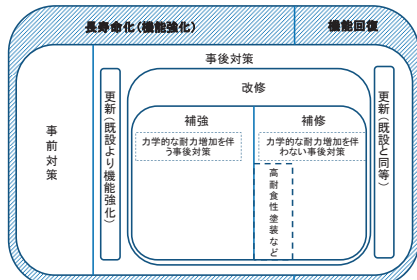 長寿命化(機能強化)
機能回復
事後対策
改修
事前対策
更新(既設より機能強化)
補強
力学的な耐力増加を伴
う事後対策
補修
力学的な耐力増加を伴
わない事後対策
高耐食性塗装など
更新(既設と同等)